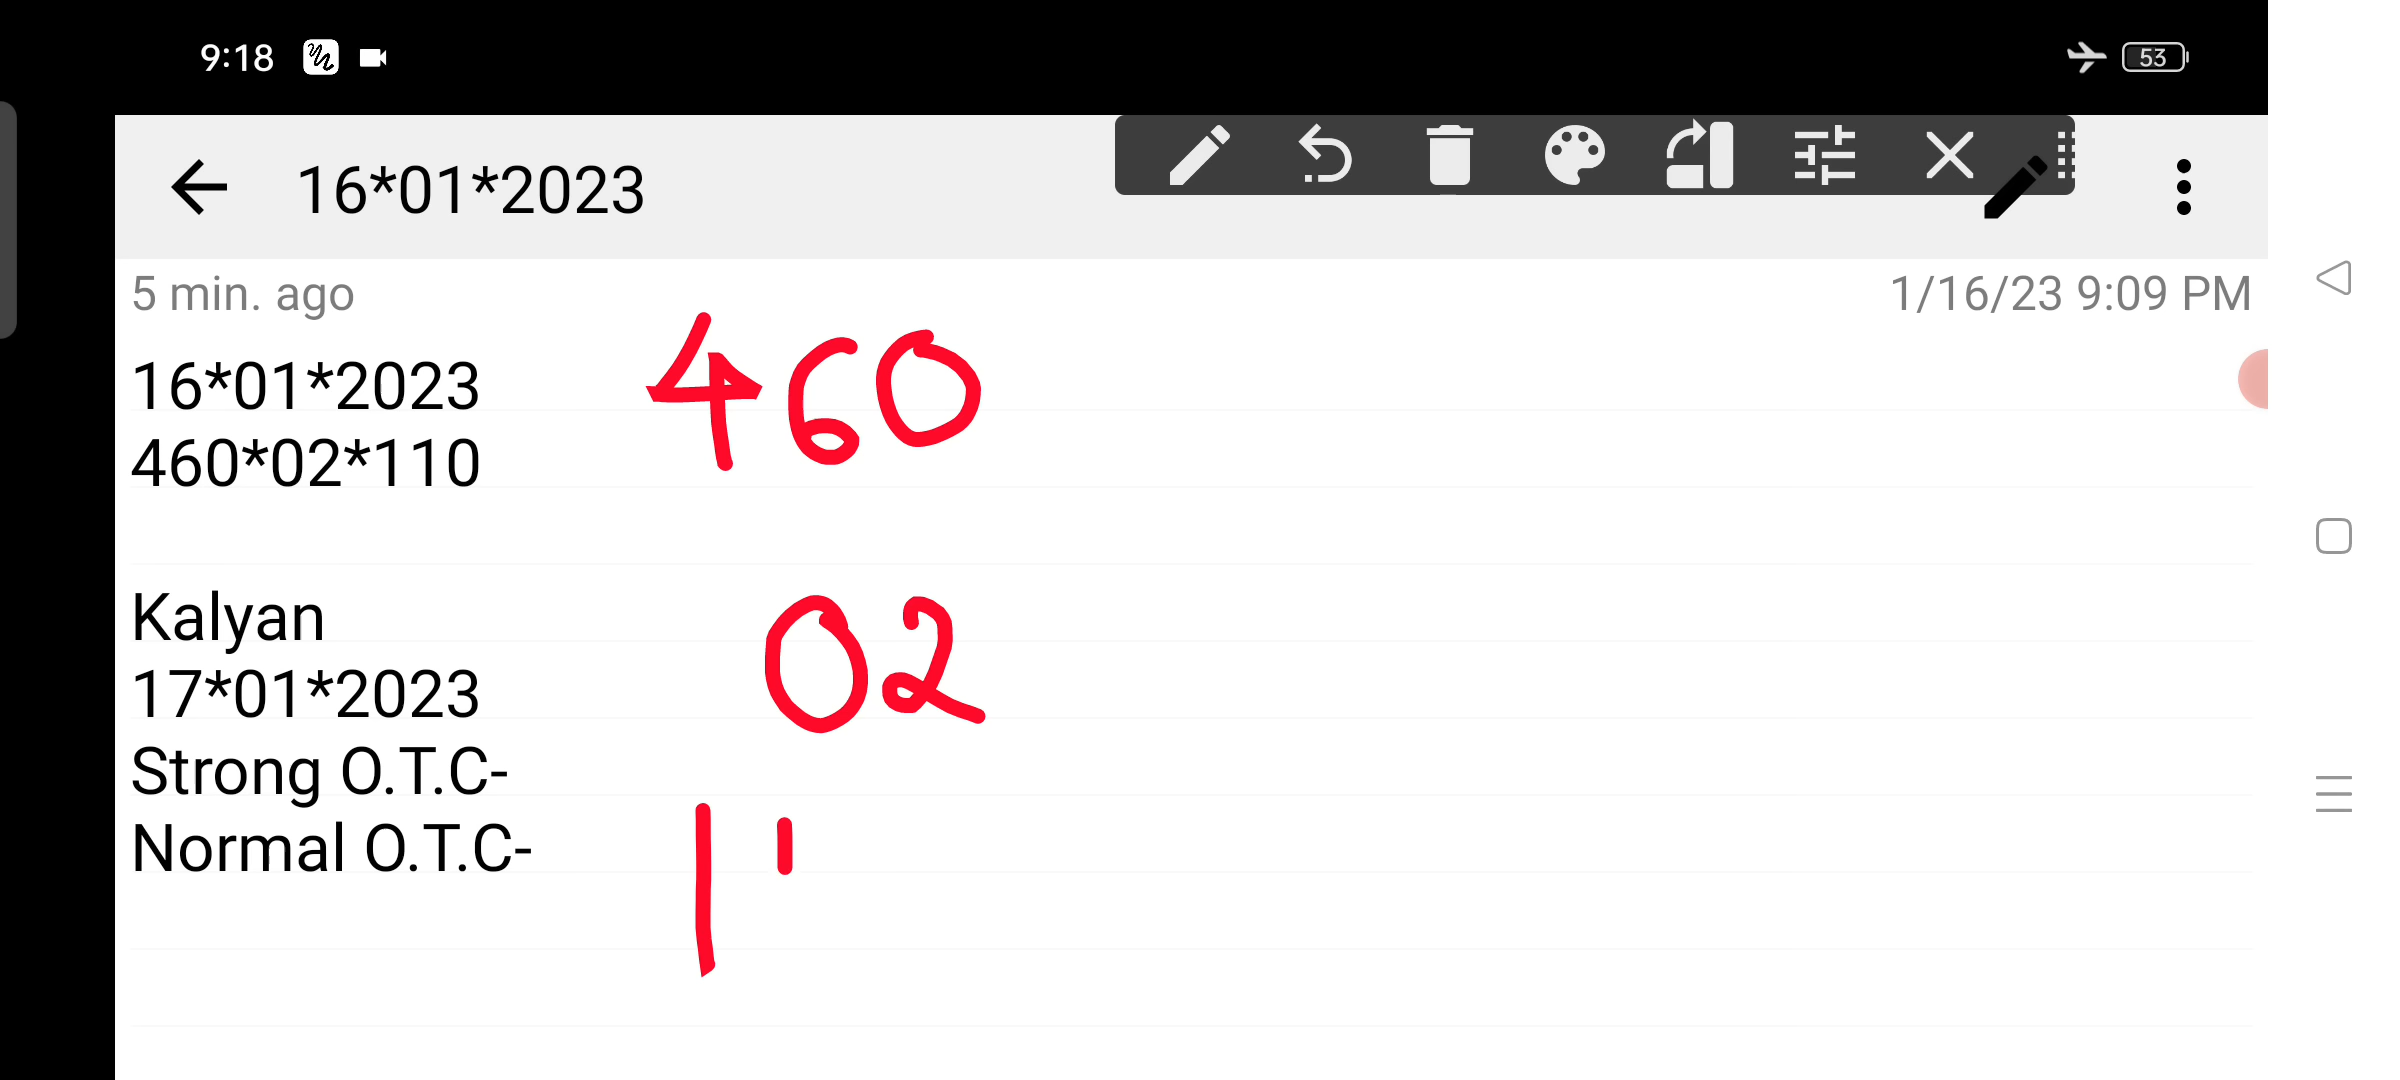 9:18
53
16*01*2023
5 min. ago
1/16/23 9:09 PM
16*01*2023
460
460*02*110
Kalyan
02
17*01*2023
Strong O.T.C-
Normal O.T.C-